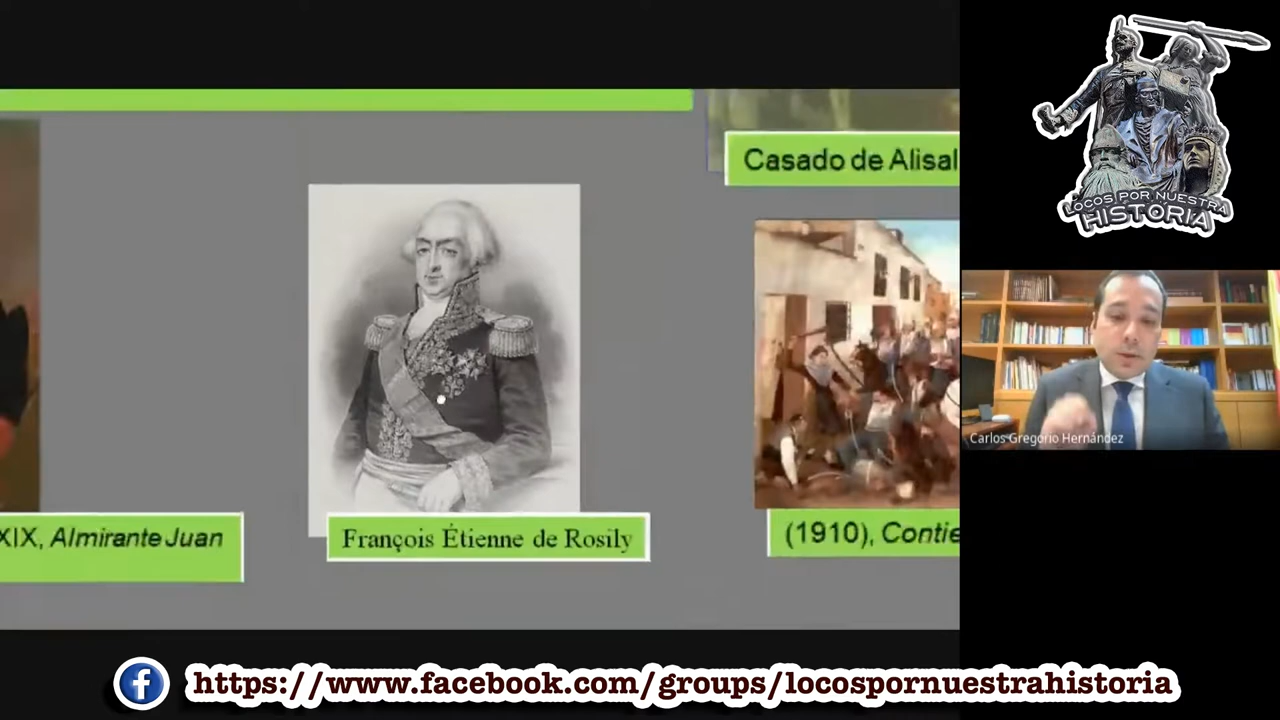 Casado de Alisal
XIX, Almirante Juan
François Étienne de Rosily
(1910), Contie
LOCOS POR NUESTRA
HISTORIA
Carlos Gregorio Hernández
https://www.facebook.com/groups/locospornuestrahistoria